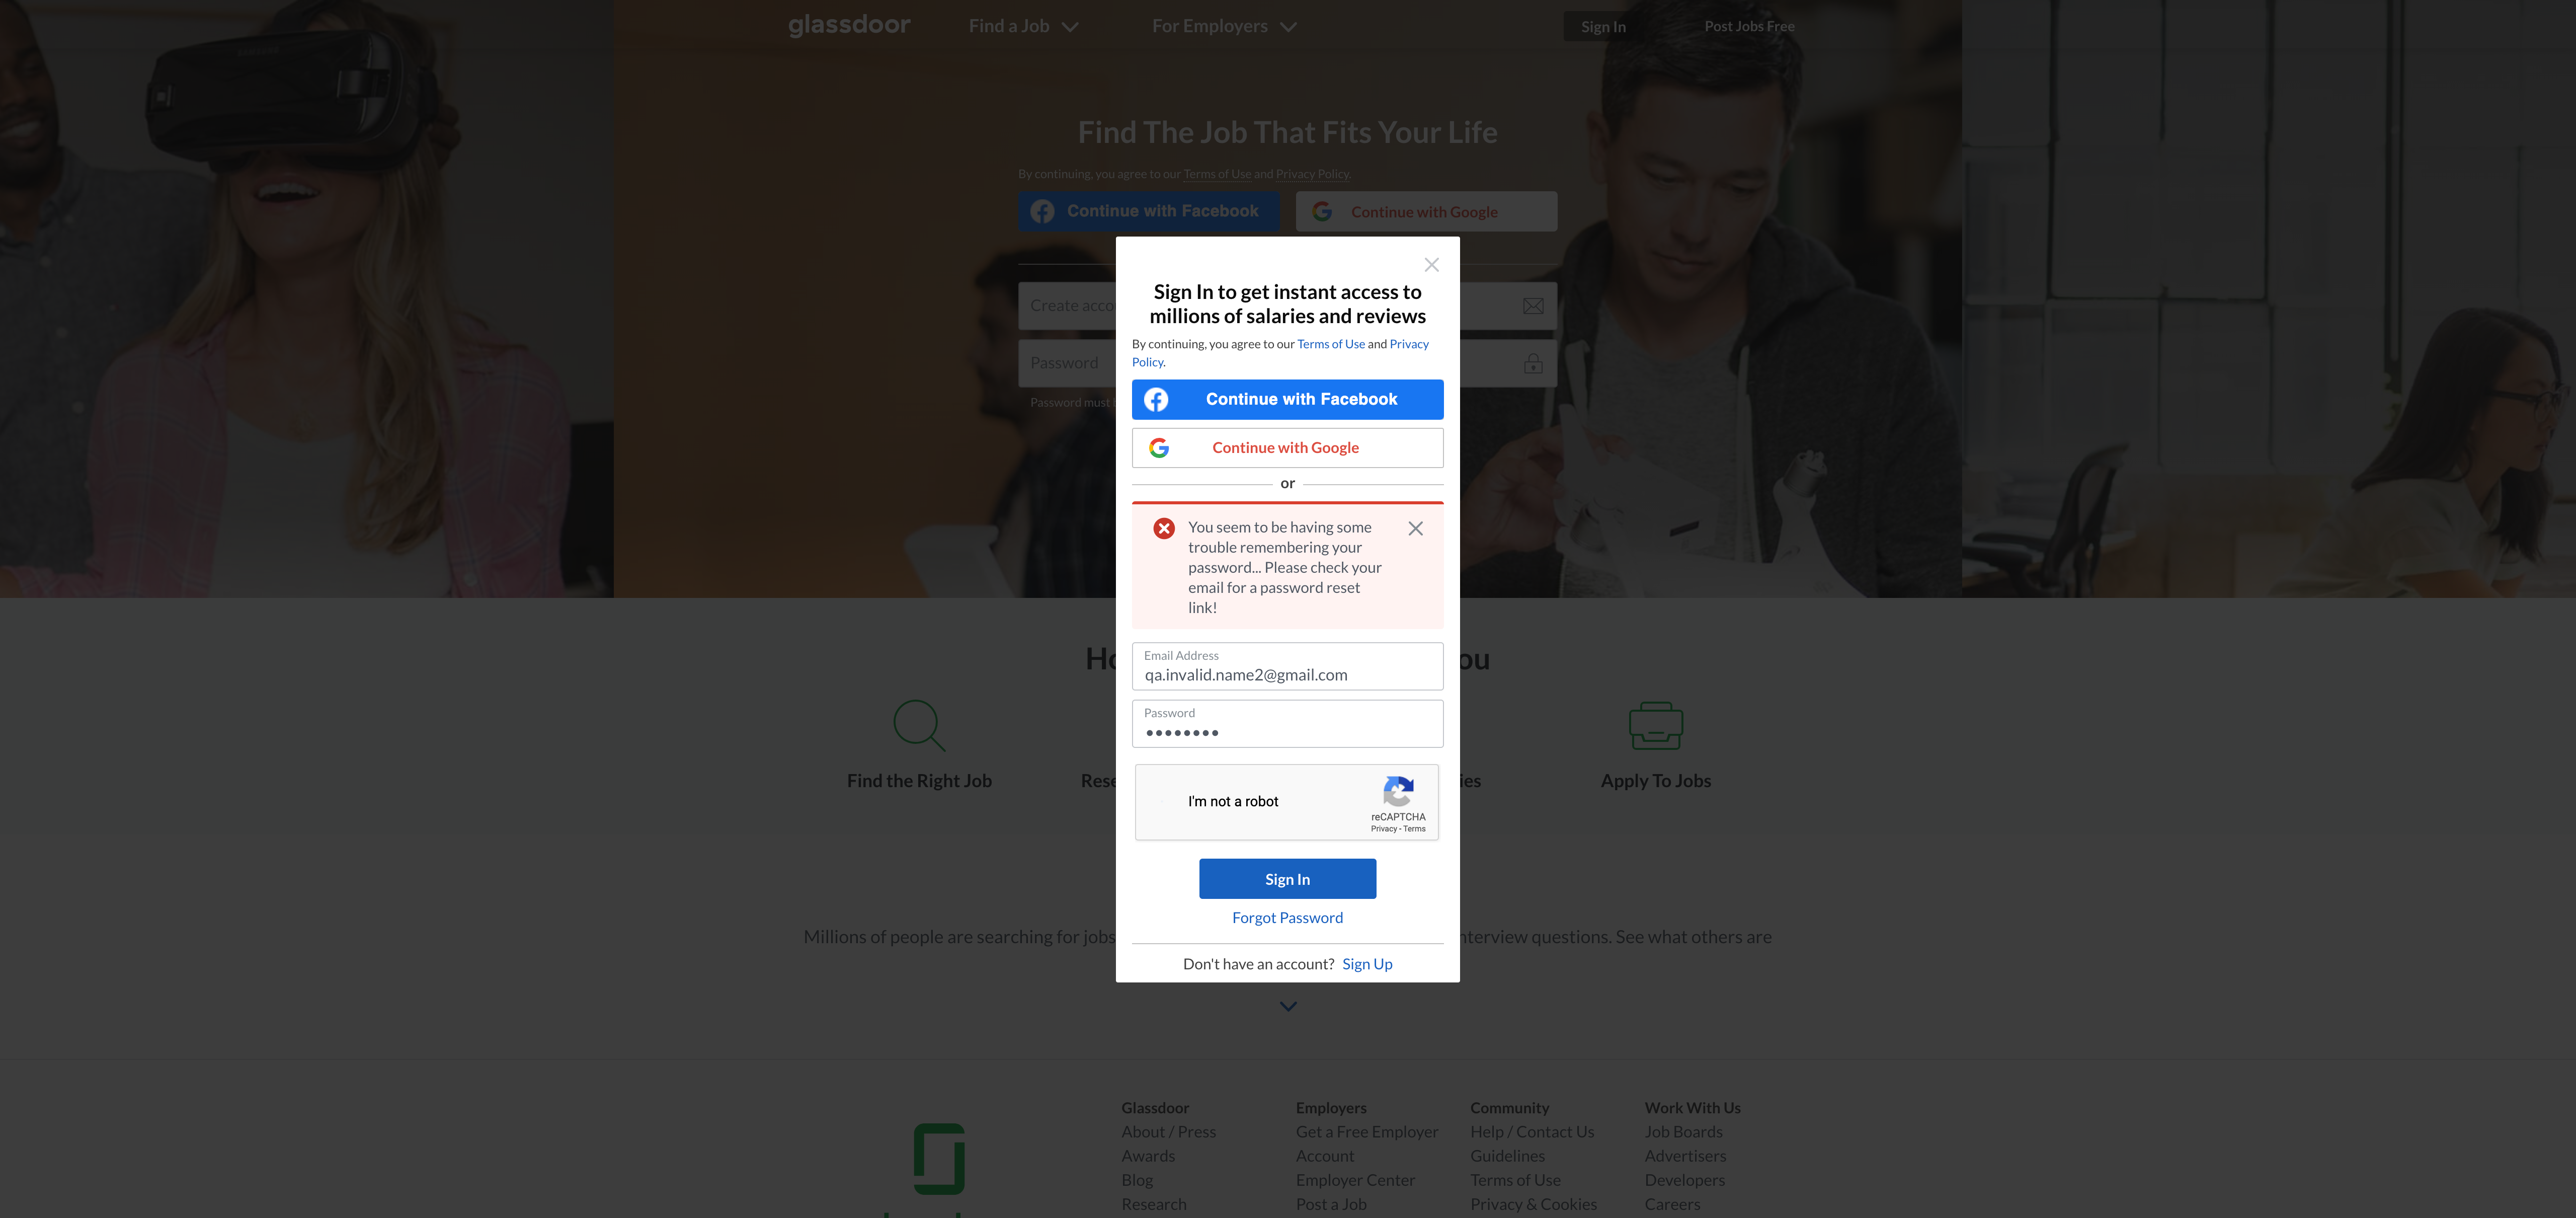 glassdoor
Find a Job
For Employers
Sign In
Post Jobs Free
Find The Job That Fits Your Life
By continuing, you agree to our Terms of Use and Privacy Policy.
Continue with Facebook
Continue with Google
Create acco
Password
Password must
Sign In to get instant access to
millions of salaries and reviews
By continuing, you agree to our Terms of Use and Privacy
Policy.
Continue with Facebook
Continue with Google
or
You seem to be having some
trouble remembering your
password... Please check your
email for a password reset
link!
Email Address
qa.invalid.name2@gmail.com
Password
••••••••
I'm not a robot
reCAPTCHA
Privacy - Terms
Sign In
Forgot Password
Don't have an account? Sign Up
Ho
ou
Find the Right Job
Rese
ies
Apply To Jobs
Millions of people are searching for jobs
nterview questions. See what others are
Glassdoor
About / Press
Awards
Blog
Research
Employers
Get a Free Employer
Account
Employer Center
Post a Job
Community
Help / Contact Us
Guidelines
Terms of Use
Privacy & Cookies
Work With Us
Job Boards
Advertisers
Developers
Careers